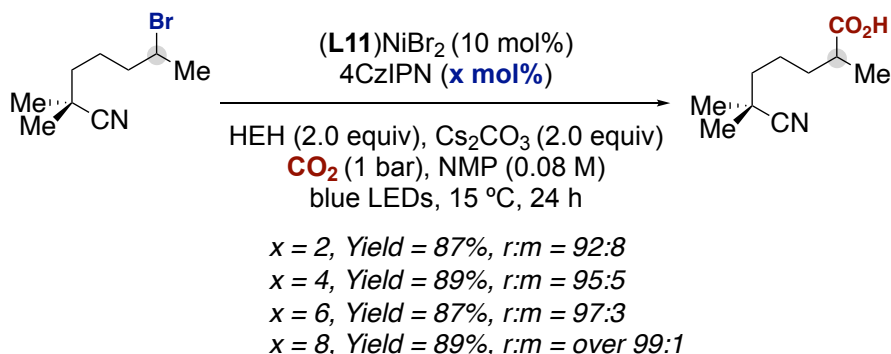 Br
Me
Me
Me
CN
(L11)NiBr₂ (10 mol%)
4CzIPN (x mol%)
HEH (2.0 equiv), Cs₂CO₃ (2.0 equiv)
CO₂ (1 bar), NMP (0.08 M)
blue LEDs, 15 ºC, 24 h
CO₂H
Me
Me
Me
CN
x = 2, Yield = 87%, r:m = 92:8
x = 4, Yield = 89%, r:m = 95:5
x = 6, Yield = 87%, r:m = 97:3
x = 8, Yield = 89%, r:m = over 99:1